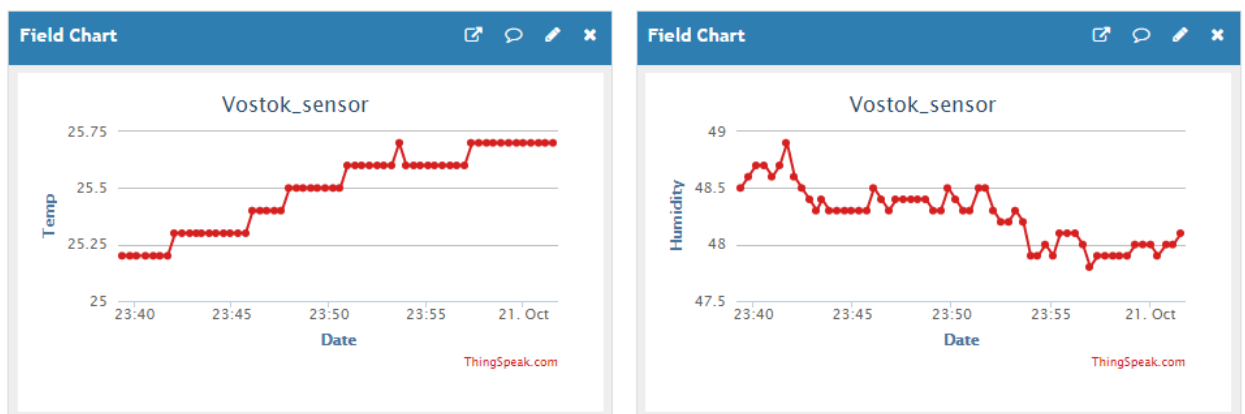 Field Chart
Vostok_sensor
25.75
25.5
25.25
25
Temp
23:40 23:45 23:50 23:55 21. Oct
Date
ThingSpeak.com
Field Chart
Vostok_sensor
49
48.5
48
47.5
Humidity
23:40 23:45 23:50 23:55 21. Oct
Date
ThingSpeak.com